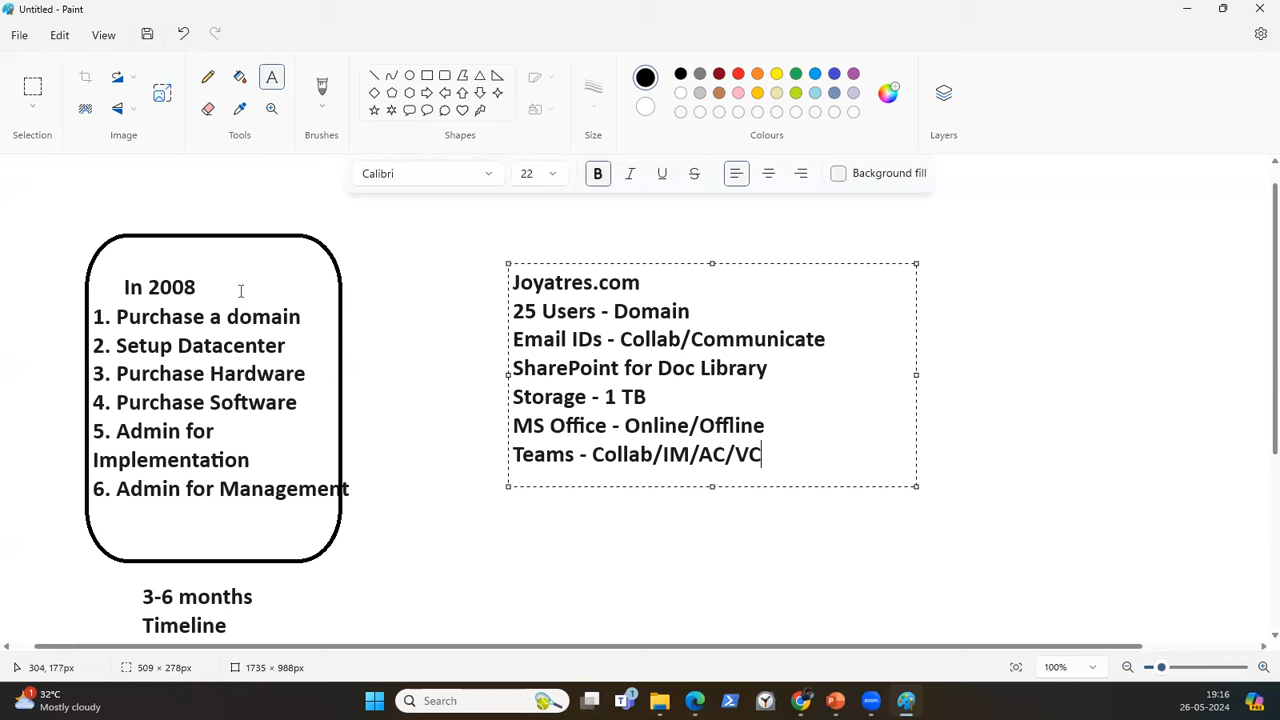 Untitled - Paint
File Edit View
Selection Image Tools Brushes Shapes Size Colours Layers
Calibri 22 B I U S Background fill
In 2008
1. Purchase a domain
2. Setup Datacenter
3. Purchase Hardware
4. Purchase Software
5. Admin for
Implementation
6. Admin for Management
3-6 months
Timeline
Joyatres.com
25 Users - Domain
Email IDs - Collab/Communicate
SharePoint for Doc Library
Storage - 1 TB
MS Office - Online/Offline
Teams - Collab/IM/AC/VC
304, 177px 509 × 278px 1735 × 988px 100%
1 32°C
Mostly cloudy
Search
1
zoom
19:16
26-05-2024